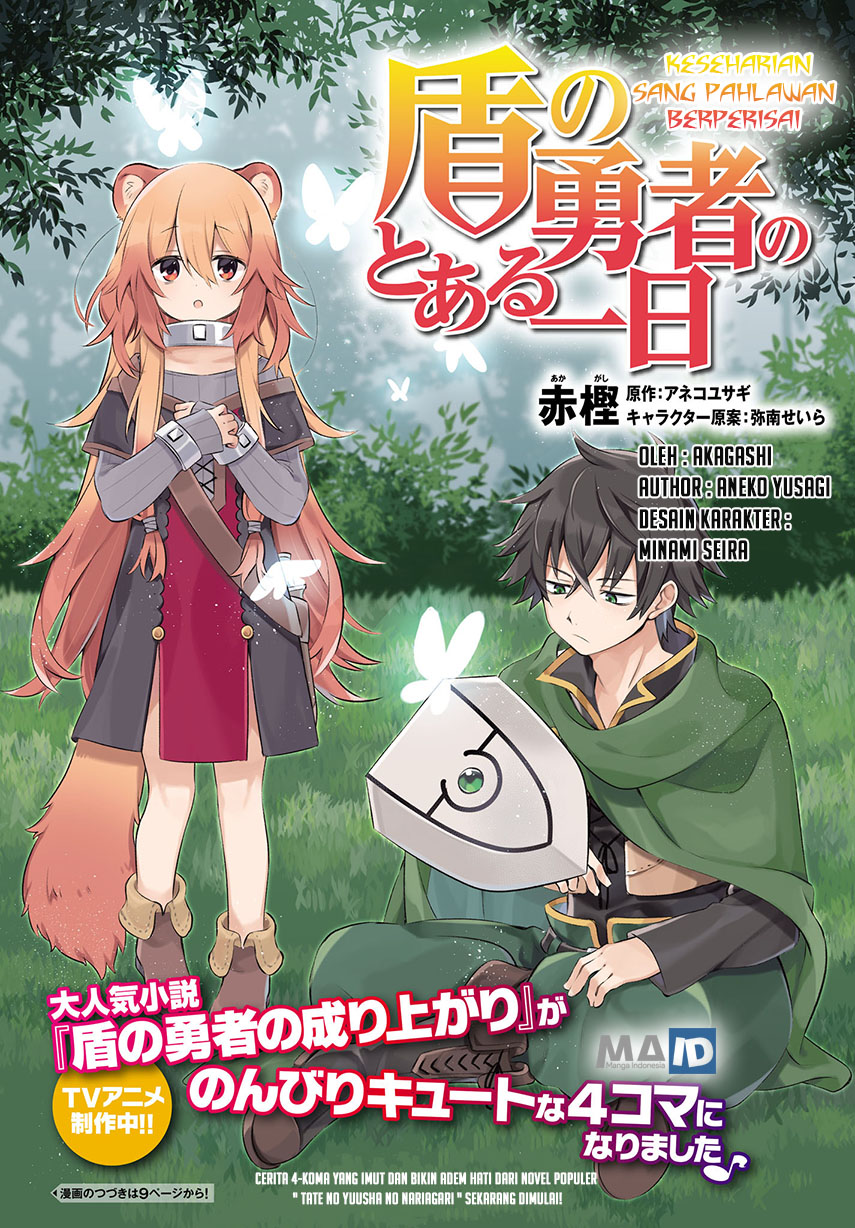 盾の勇者の
とある一日
KESEHARIAN
SANG PAHLAWAN
BERPERISAI
あか がし
赤樫
原作：アネコユサギ
キャラクター原案：弥南せいら
OLEH : AKAGASHI
AUTHOR : ANEKO YUSAGI
DESAIN KARAKTER :
MINAMI SEIRA
大人気小説
『盾の勇者の成り上がり』が
のんびりキュートな4コマに
なりました♪
TVアニメ
制作中!!
MAID
Manga Indonesia
CERITA 4-KOMA YANG IMUT DAN BIKIN ADEM HATI DARI NOVEL POPULER
" TATE NO YUUSHA NO NARIAGARI " SEKARANG DIMULAI!
漫画のつづきは9ページから!